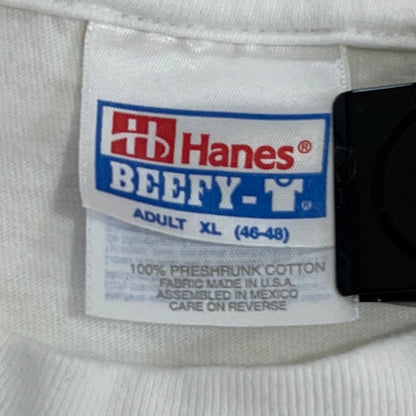 Hanes®
BEEFY-T®
ADULT XL (46-48)
100% PRESHRUNK COTTON
FABRIC MADE IN U.S.A.
ASSEMBLED IN MEXICO
CARE ON REVERSE